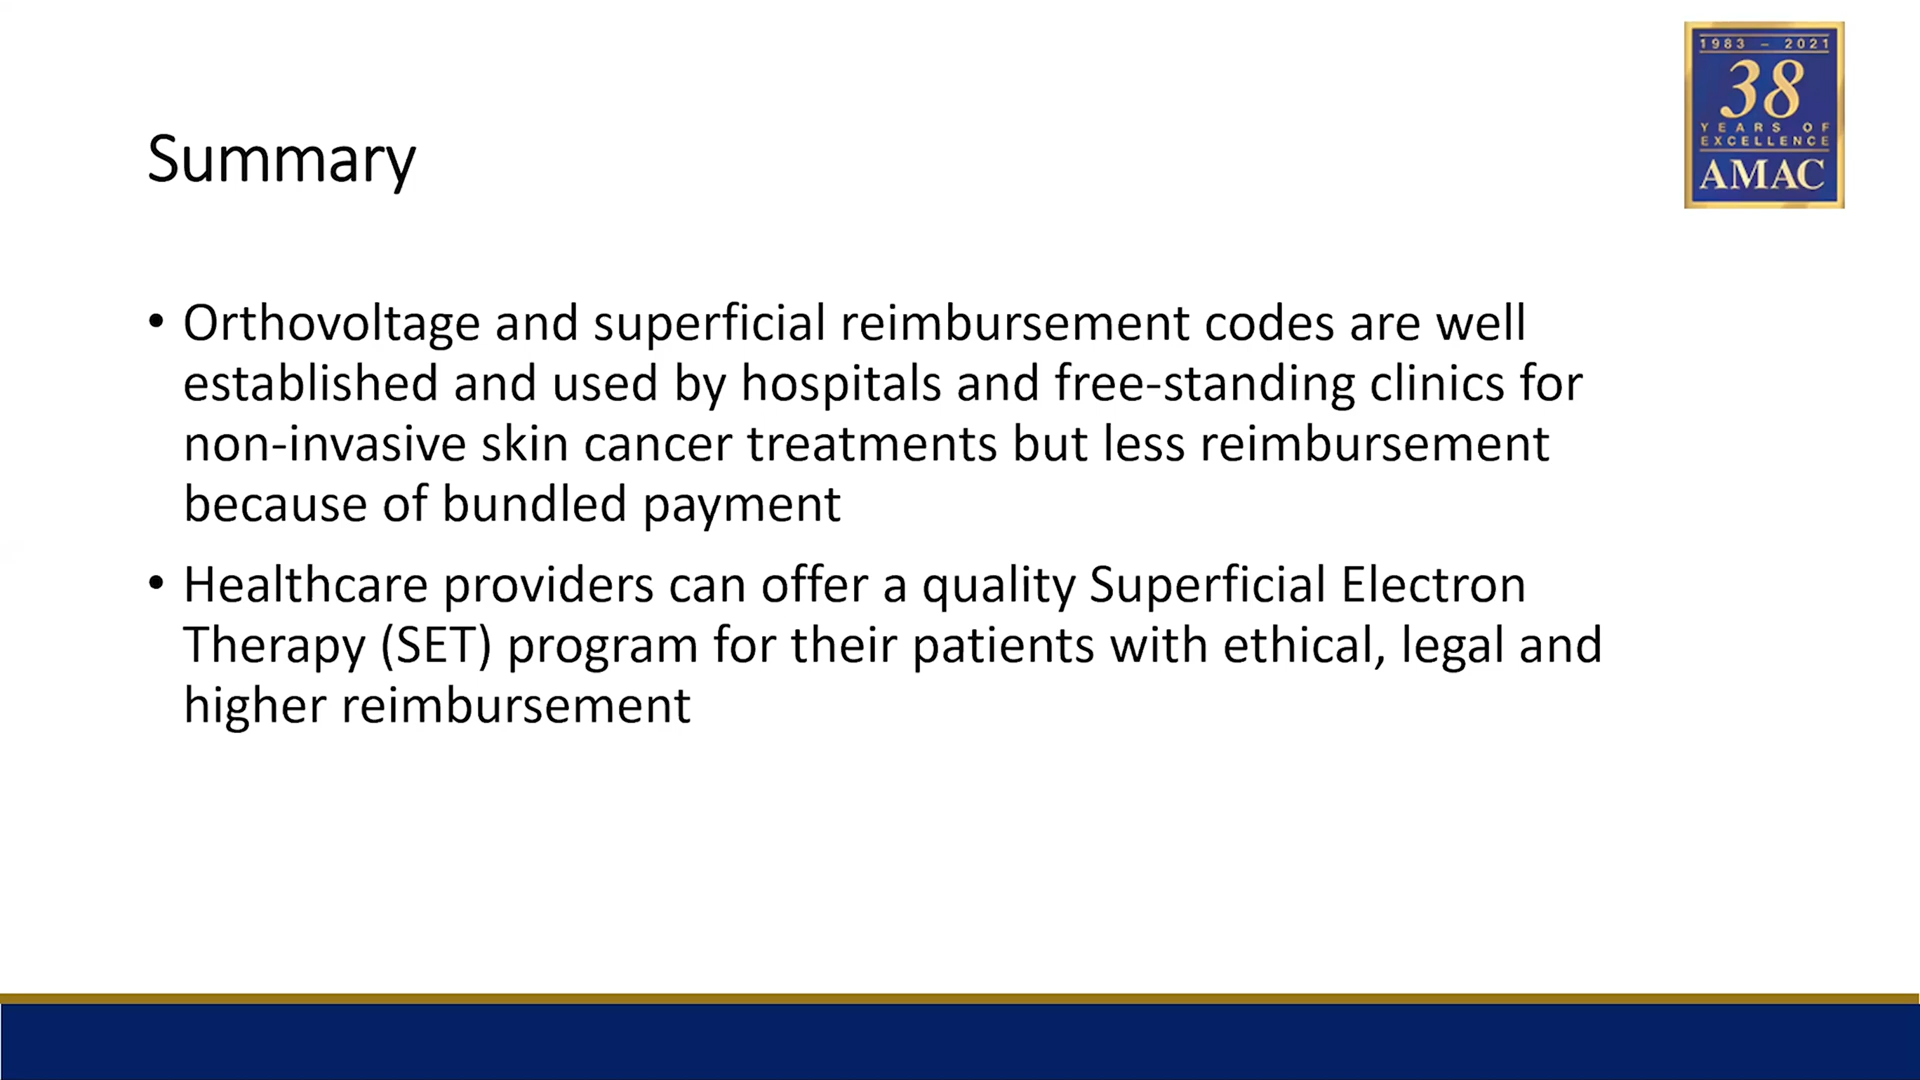 1983 – 2021
38
YEARS OF
EXCELLENCE
AMAC
Summary
• Orthovoltage and superficial reimbursement codes are well
established and used by hospitals and free-standing clinics for
non-invasive skin cancer treatments but less reimbursement
because of bundled payment
• Healthcare providers can offer a quality Superficial Electron
Therapy (SET) program for their patients with ethical, legal and
higher reimbursement